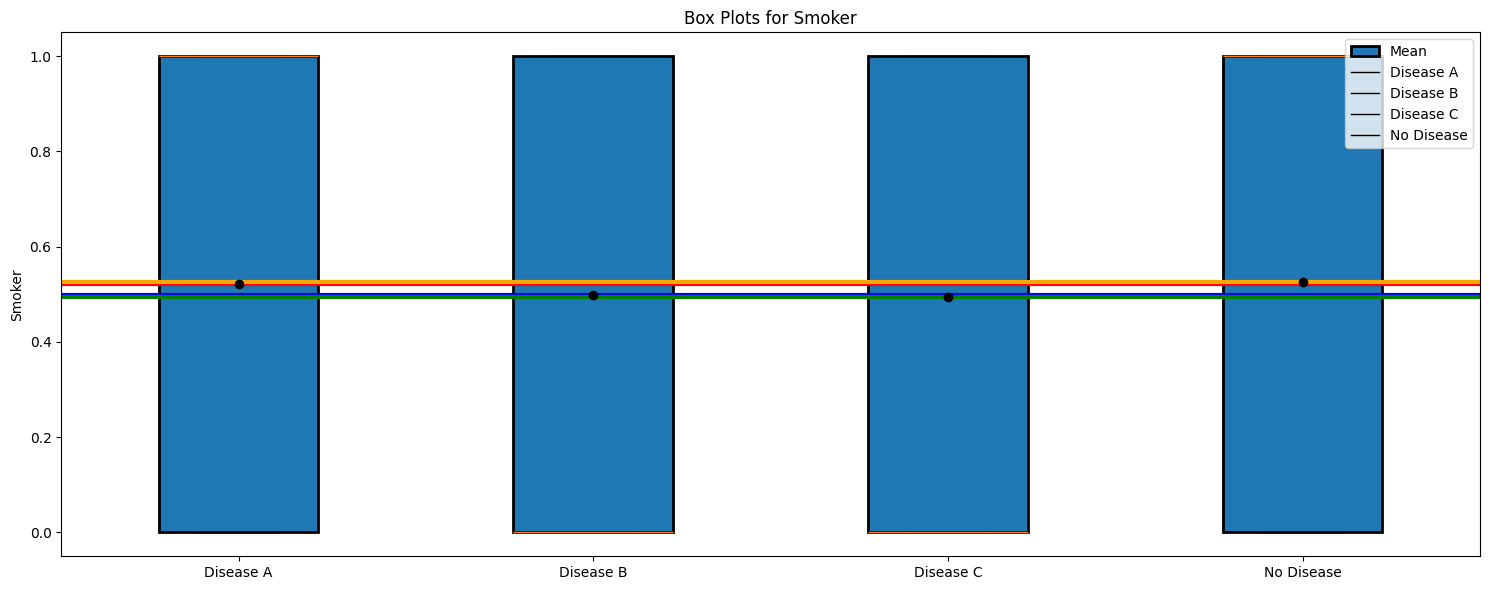 Box Plots for Smoker
Mean
Disease A
Disease B
Disease C
No Disease
1.0
0.8
0.6
0.4
0.2
0.0
Smoker
Disease A
Disease B
Disease C
No Disease